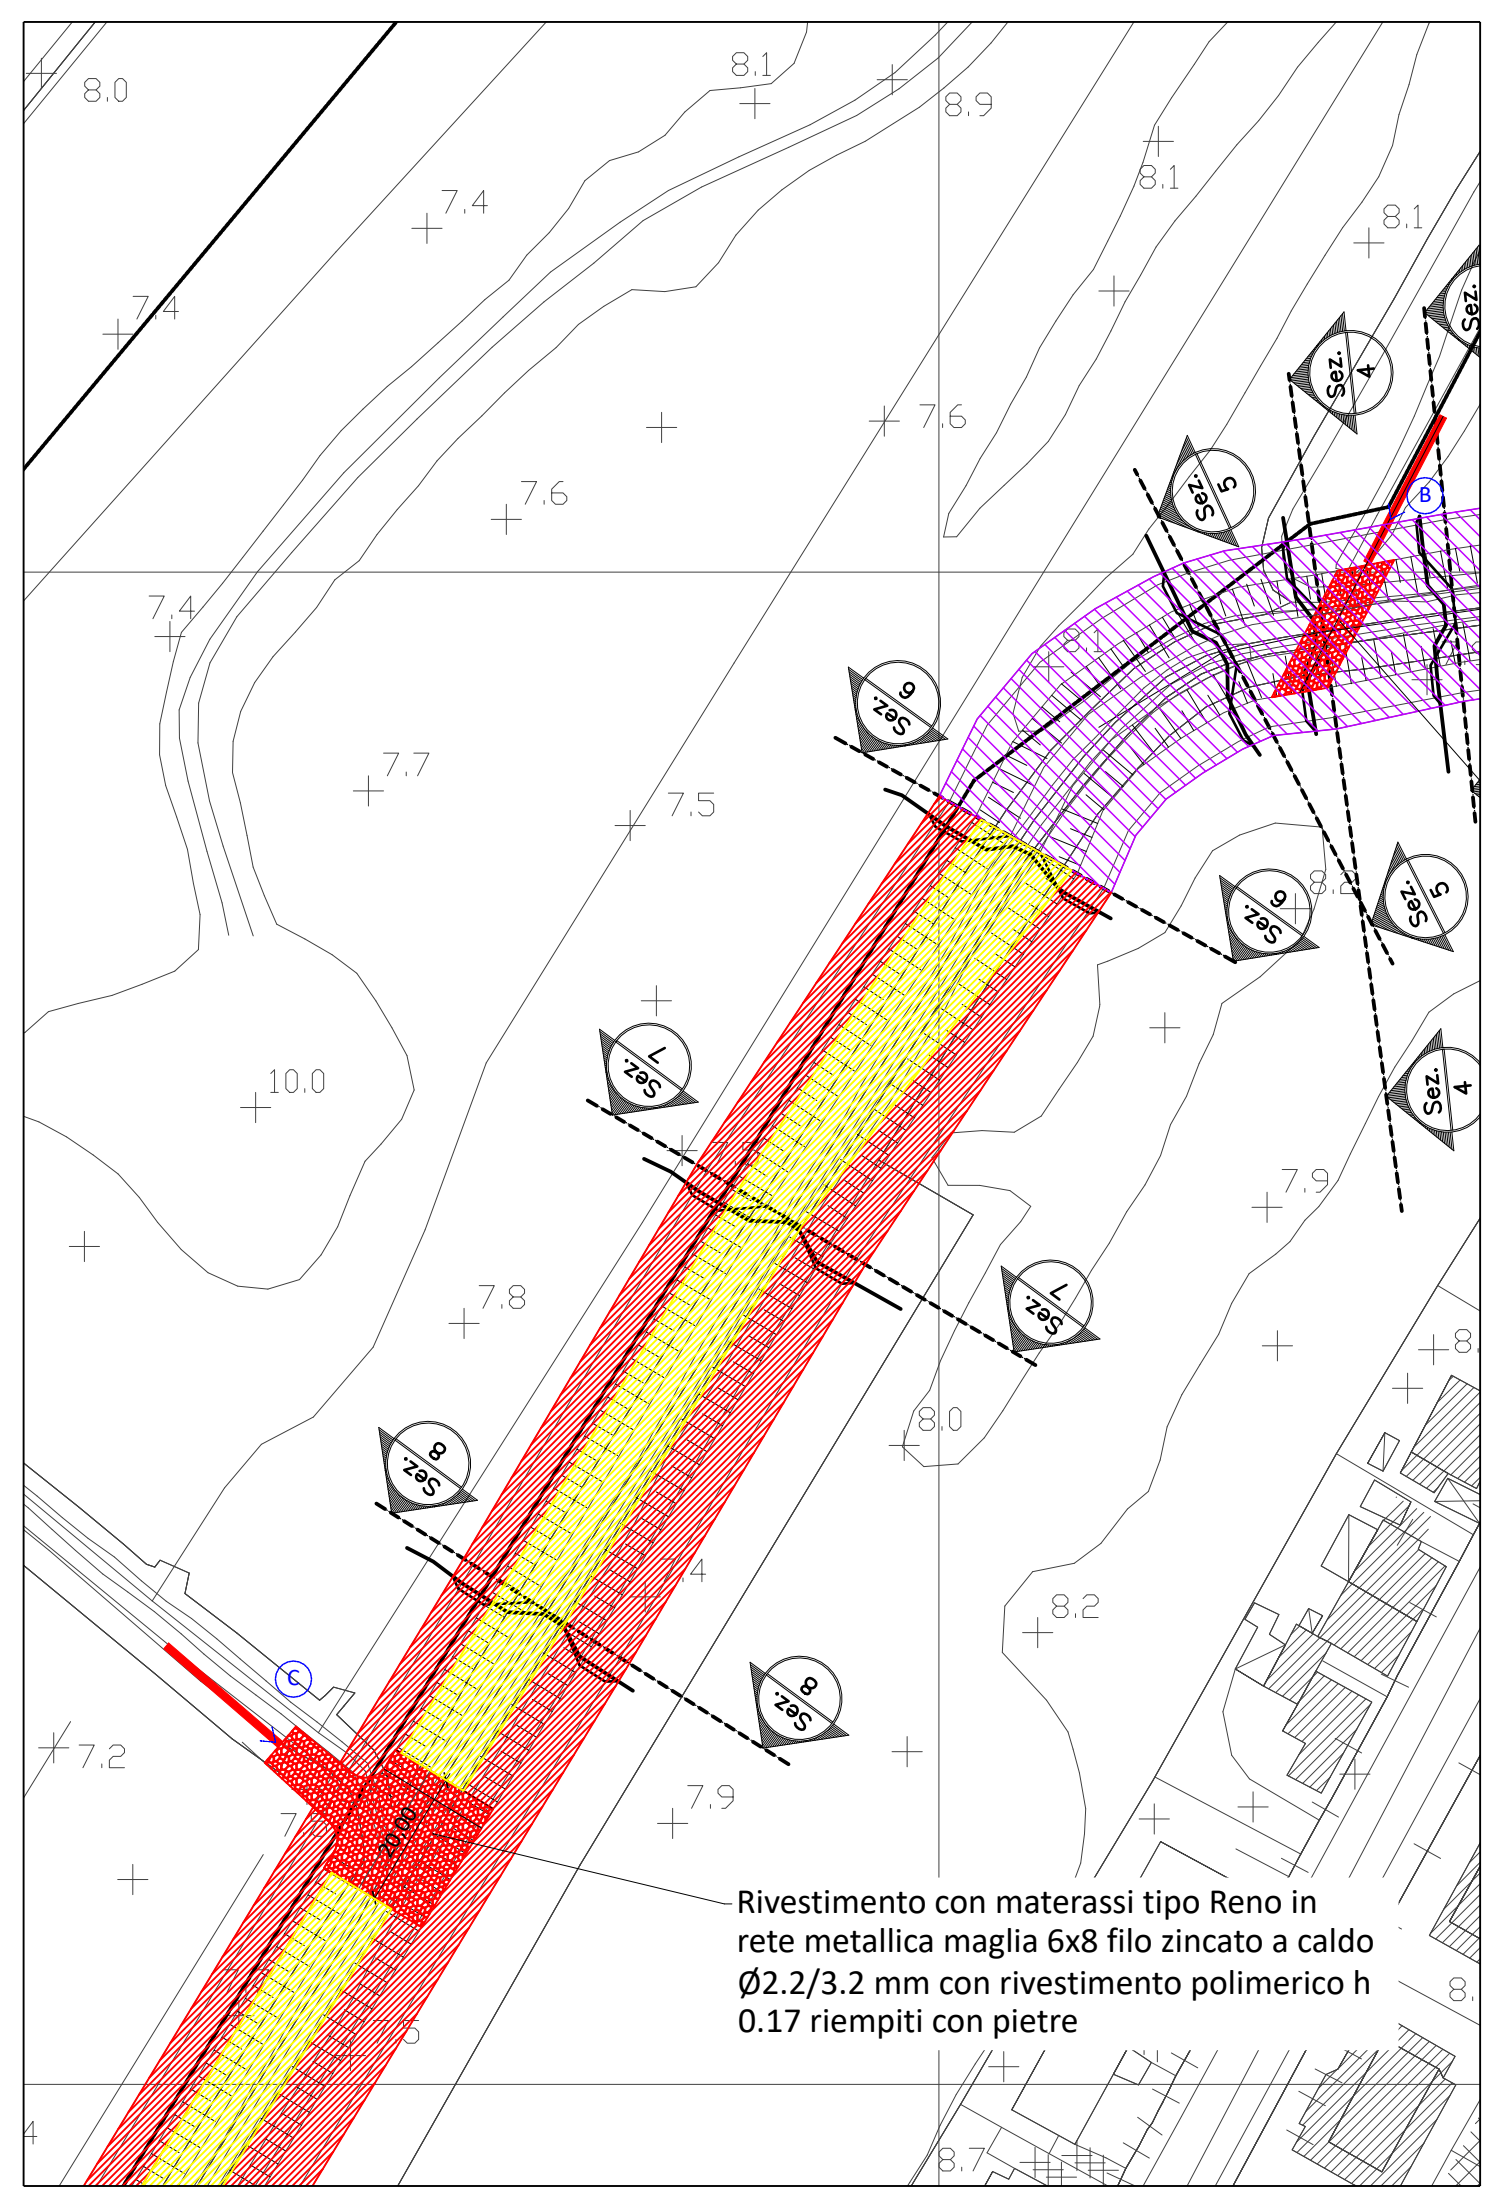 8.1
8.0
8.9
8.1
7.4
8.1
7.4
Sez.
Sez.
4
7.6
Sez.
5
B
7.6
7.4
8.1
Sez.
6
7.7
7.5
8.2
Sez.
5
Sez.
6
Sez.
7
10.0
Sez.
4
7.9
7.8
Sez.
7
8.
8.0
Sez.
8
8.2
C
Sez.
8
7.2
7.9
20.00
Rivestimento con materassi tipo Reno in
rete metallica maglia 6x8 filo zincato a caldo
Ø2.2/3.2 mm con rivestimento polimerico h
0.17 riempiti con pietre
8.
4
8.7